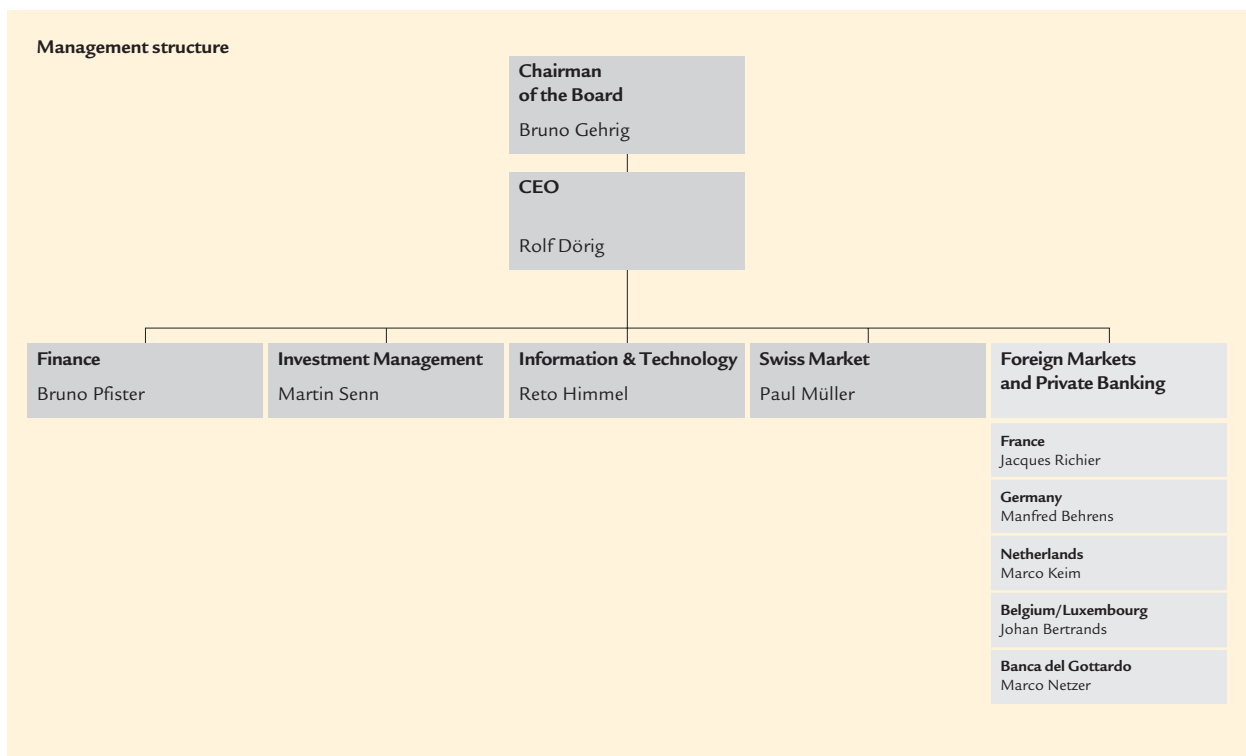 Management structure
Chairman
of the Board
Bruno Gehrig
CEO
Rolf Dörig
Finance
Bruno Pfister
Investment Management
Martin Senn
Information & Technology
Reto Himmel
Swiss Market
Paul Müller
Foreign Markets
and Private Banking
France
Jacques Richier
Germany
Manfred Behrens
Netherlands
Marco Keim
Belgium/Luxembourg
Johan Bertrands
Banca del Gottardo
Marco Netzer